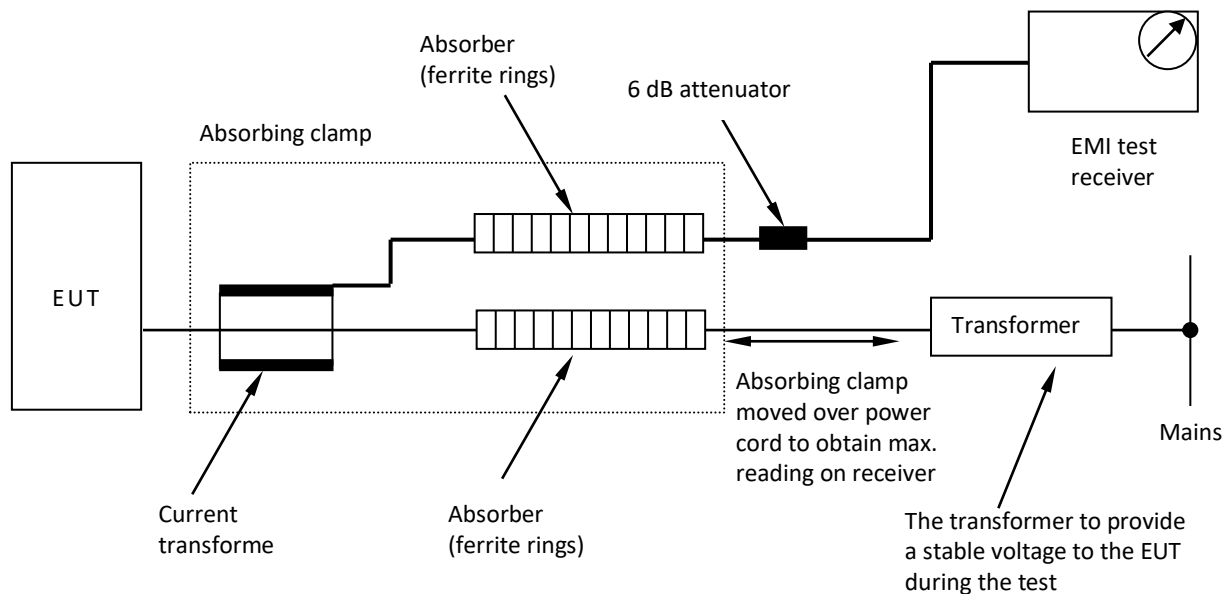 Absorber
(ferrite rings)
6 dB attenuator
Absorbing clamp
EMI test
receiver
EUT
Transformer
Absorbing clamp
moved over power
cord to obtain max.
reading on receiver
Mains
Current
transforme
Absorber
(ferrite rings)
The transformer to provide
a stable voltage to the EUT
during the test